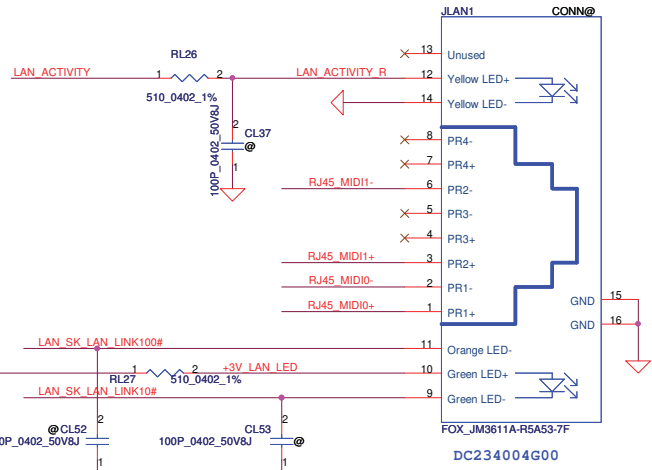 JLAN1 CONN@
RL26
13 Unused
LAN_ACTIVITY 1 2 LAN_ACTIVITY_R 12 Yellow LED+
510_0402_1%
14 Yellow LED-
2
100P_0402_50V8J
CL37
@
1
8 PR4-
7 PR4+
RJ45_MIDI1- 6 PR2-
5 PR3-
4 PR3+
RJ45_MIDI1+ 3 PR2+
RJ45_MIDI0- 2 PR1-
RJ45_MIDI0+ 1 PR1+
GND 15
GND 16
LAN_SK_LAN_LINK100# 11 Orange LED-
1 2 +3V_LAN_LED 10 Green LED+
RL27 510_0402_1%
LAN_SK_LAN_LINK10# 9 Green LED-
2 2
@ CL52 CL53
0P_0402_50V8J 100P_0402_50V8J @
1 1
FOX_JM3611A-R5A53-7F
DC234004G00